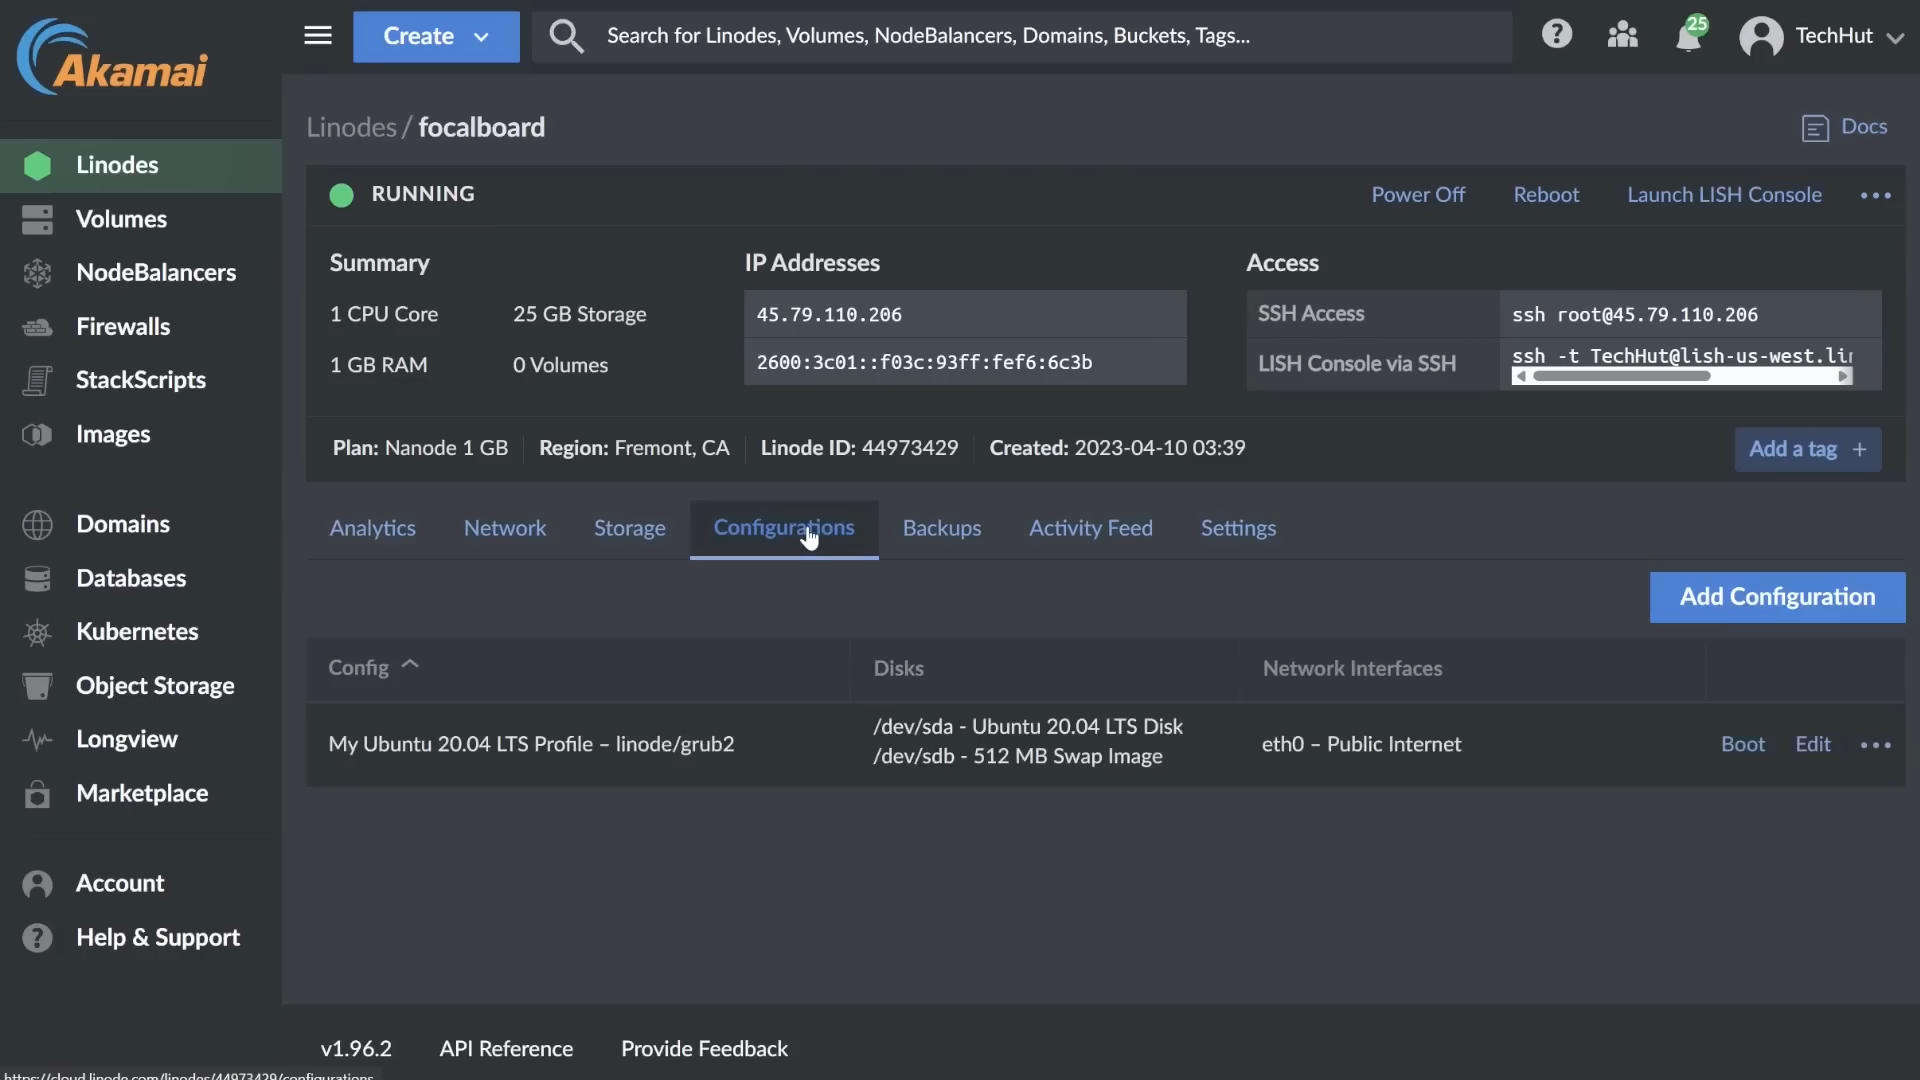 Akamai
Create
Search for Linodes, Volumes, NodeBalancers, Domains, Buckets, Tags...
25
TechHut
Linodes
Volumes
NodeBalancers
Firewalls
StackScripts
Images
Domains
Databases
Kubernetes
Object Storage
Longview
Marketplace
Account
Help & Support
Linodes / focalboard
Docs
RUNNING
Power Off
Reboot
Launch LISH Console
Summary
1 CPU Core
25 GB Storage
1 GB RAM
0 Volumes
IP Addresses
45.79.110.206
2600:3c01::f03c:93ff:fef6:6c3b
Access
SSH Access
ssh root@45.79.110.206
LISH Console via SSH
ssh -t TechHut@lish-us-west.li
Plan: Nanode 1 GB
Region: Fremont, CA
Linode ID: 44973429
Created: 2023-04-10 03:39
Add a tag +
Analytics
Network
Storage
Configurations
Backups
Activity Feed
Settings
Add Configuration
Config
Disks
Network Interfaces
My Ubuntu 20.04 LTS Profile – linode/grub2
/dev/sda - Ubuntu 20.04 LTS Disk
/dev/sdb - 512 MB Swap Image
eth0 – Public Internet
Boot
Edit
v1.96.2
API Reference
Provide Feedback
https://cloud.linode.com/linodes/44973429/configurations